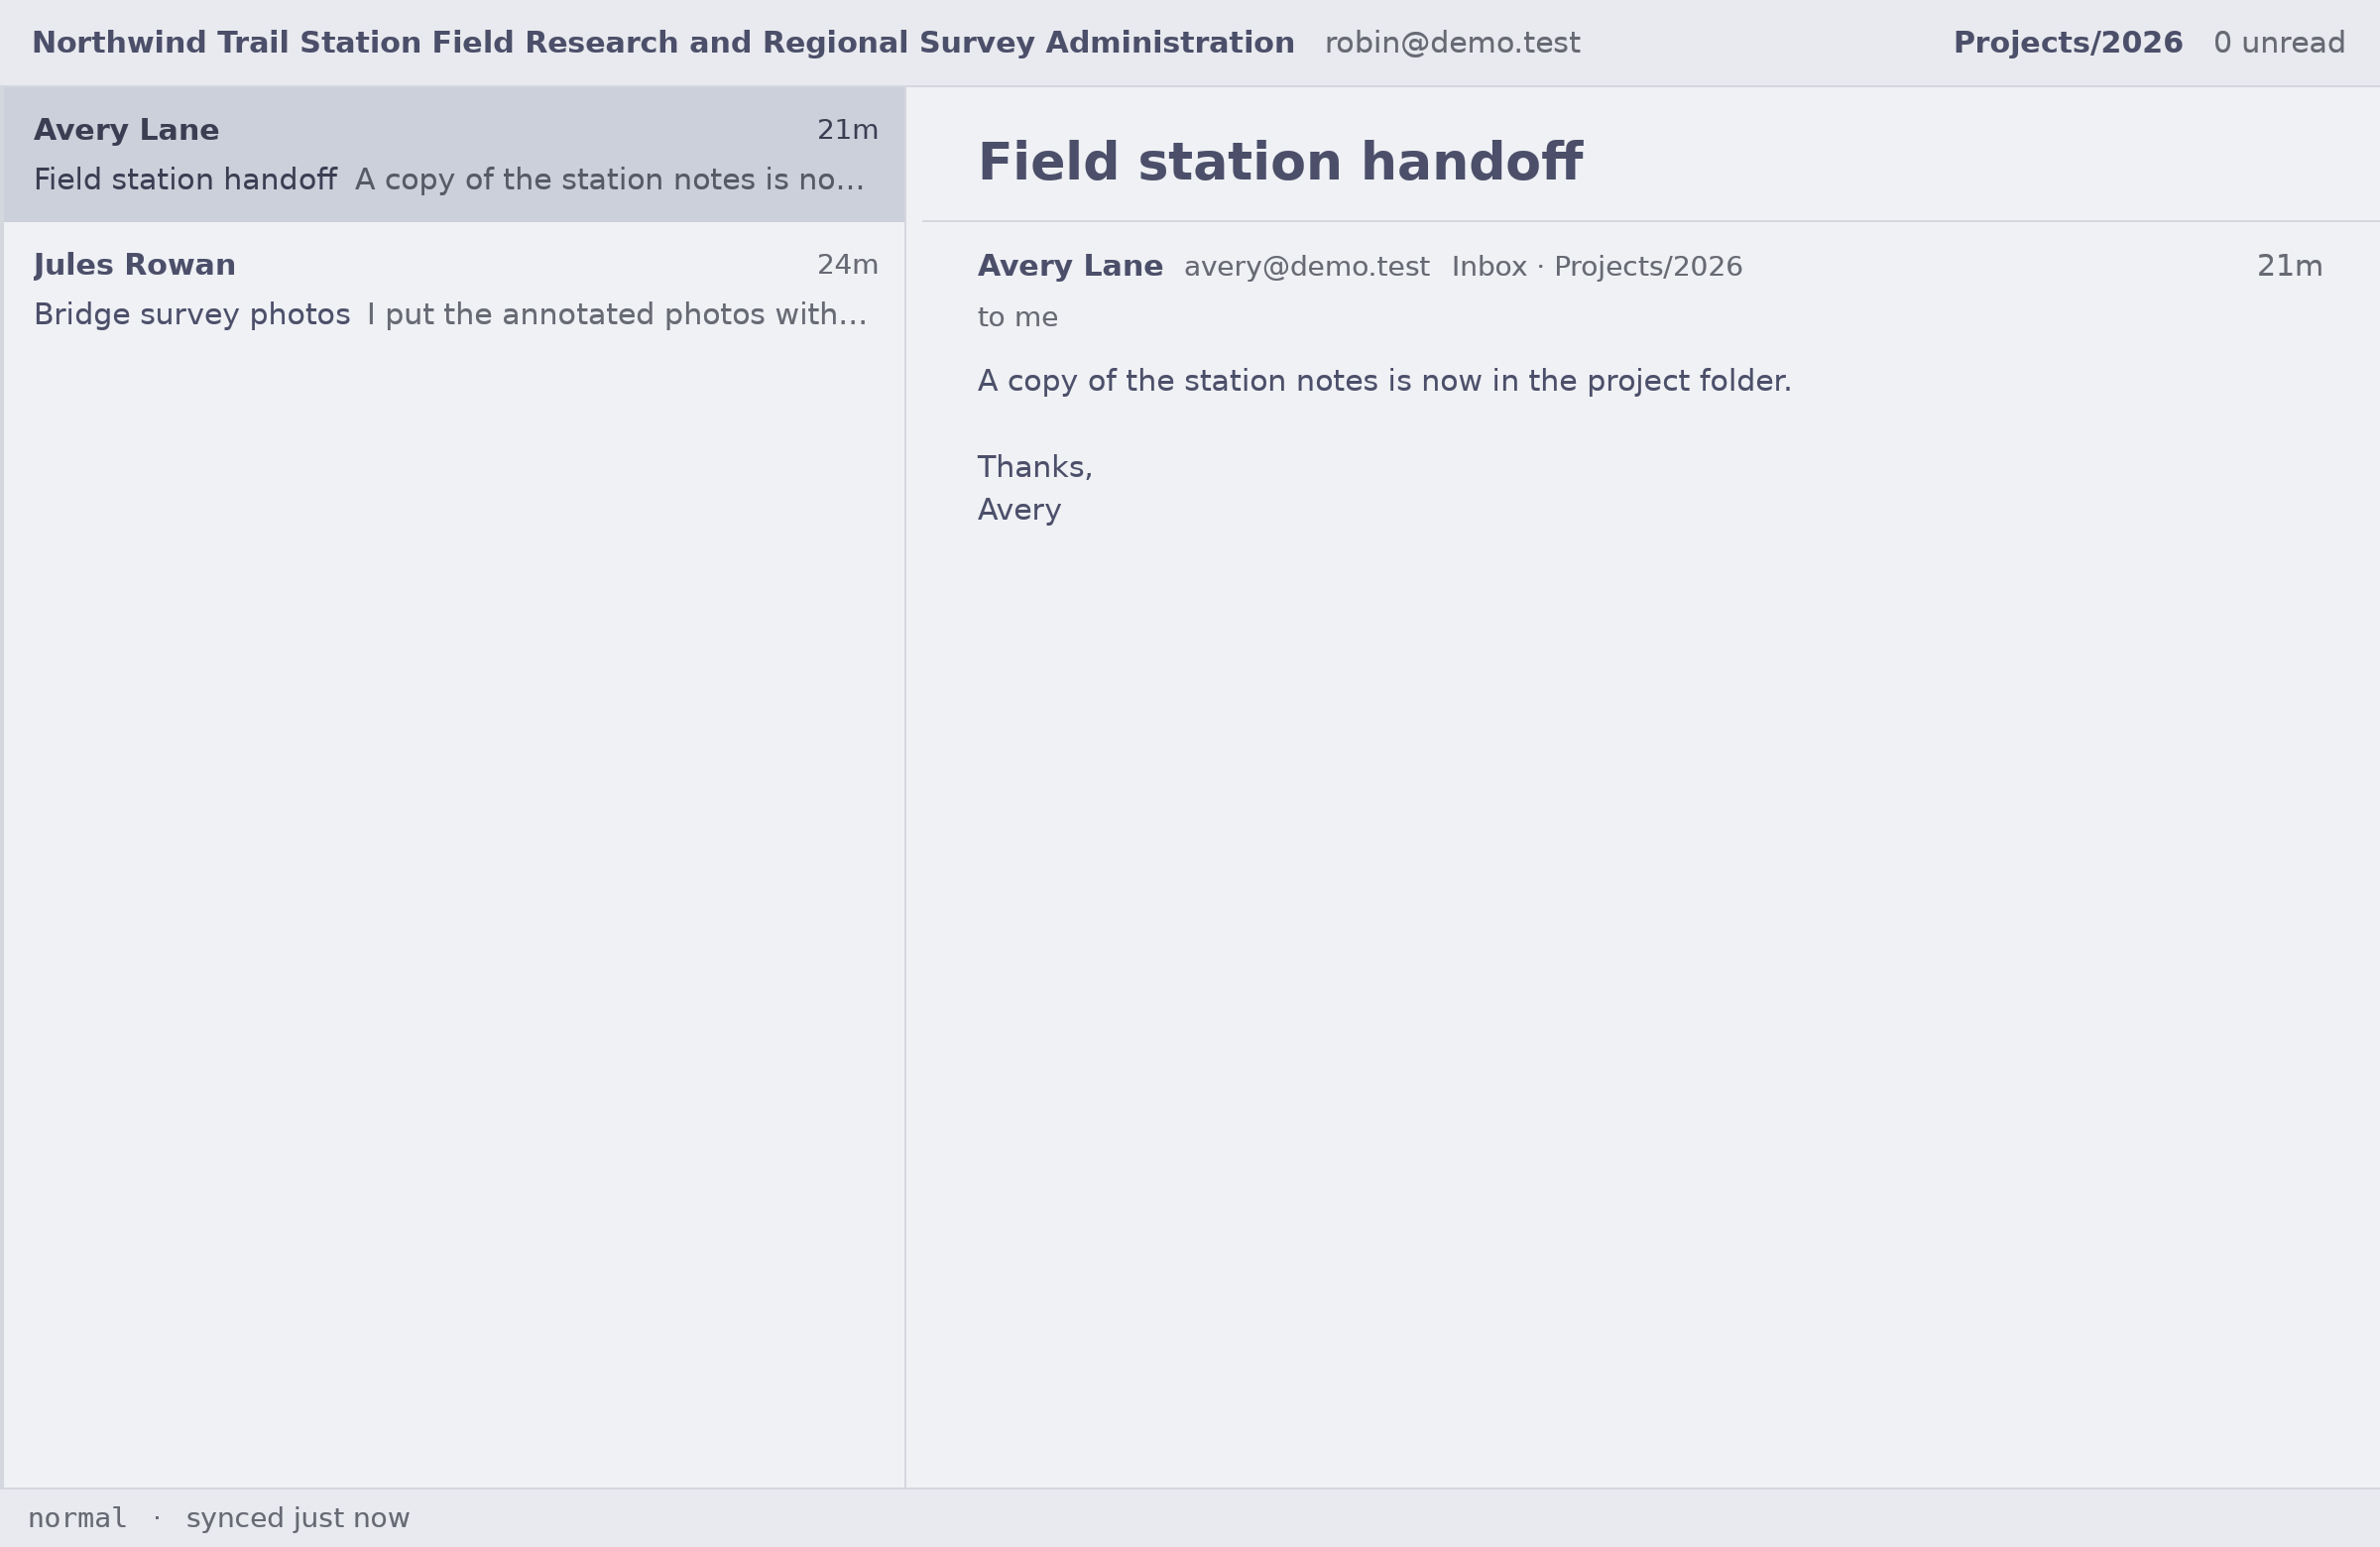 Northwind Trail Station Field Research and Regional Survey Administration robin@demo.test Projects/2026 0 unread
Avery Lane 21m
Field station handoff A copy of the station notes is no…
Jules Rowan 24m
Bridge survey photos I put the annotated photos with…
Field station handoff
Avery Lane avery@demo.test Inbox · Projects/2026 21m
to me
A copy of the station notes is now in the project folder.
Thanks,
Avery
normal · synced just now